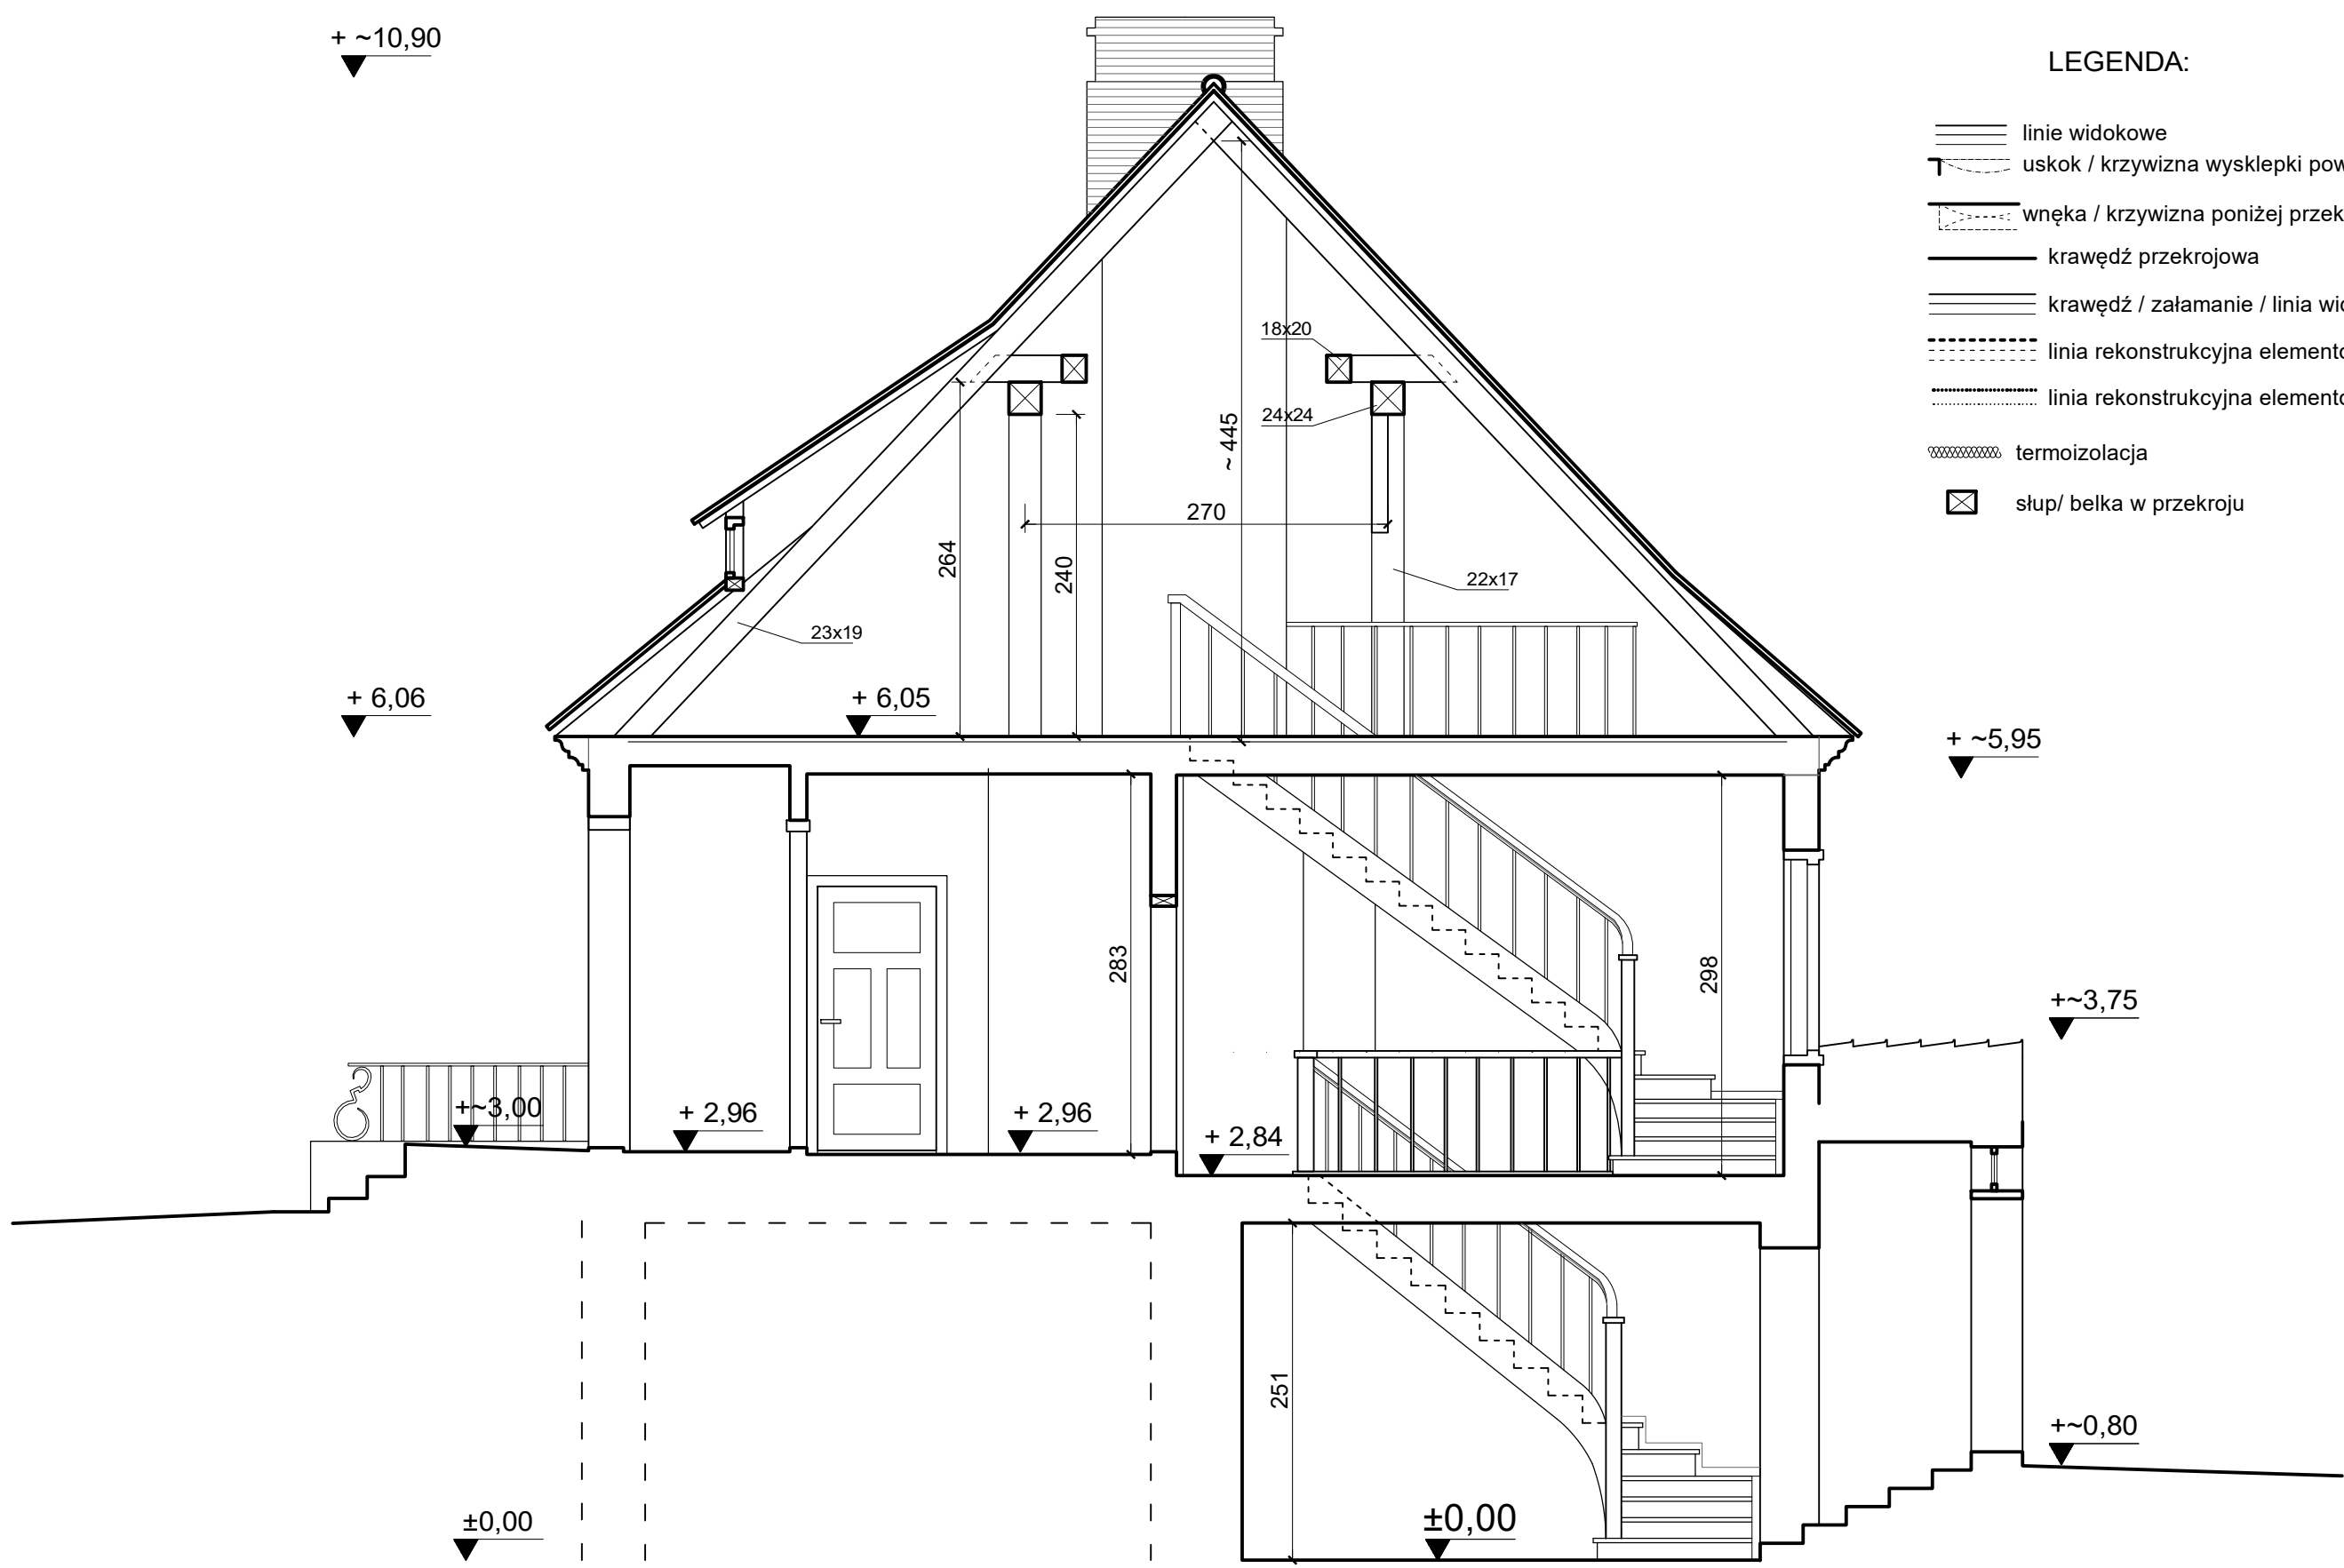 + ~10,90
LEGENDA:
linie widokowe
uskok / krzywizna wysklepki pow
wnęka / krzywizna poniżej przek
krawędź przekrojowa
krawędź / załamanie / linia wid
linia rekonstrukcyjna elemento
linia rekonstrukcyjna elemento
termoizolacja
słup/ belka w przekroju
18x20
24x24
~ 445
270
264
240
22x17
23x19
+ 6,06
+ 6,05
+ ~5,95
283
298
+~3,75
+~3,00
+ 2,96
+ 2,96
+ 2,84
251
+~0,80
±0,00
±0,00